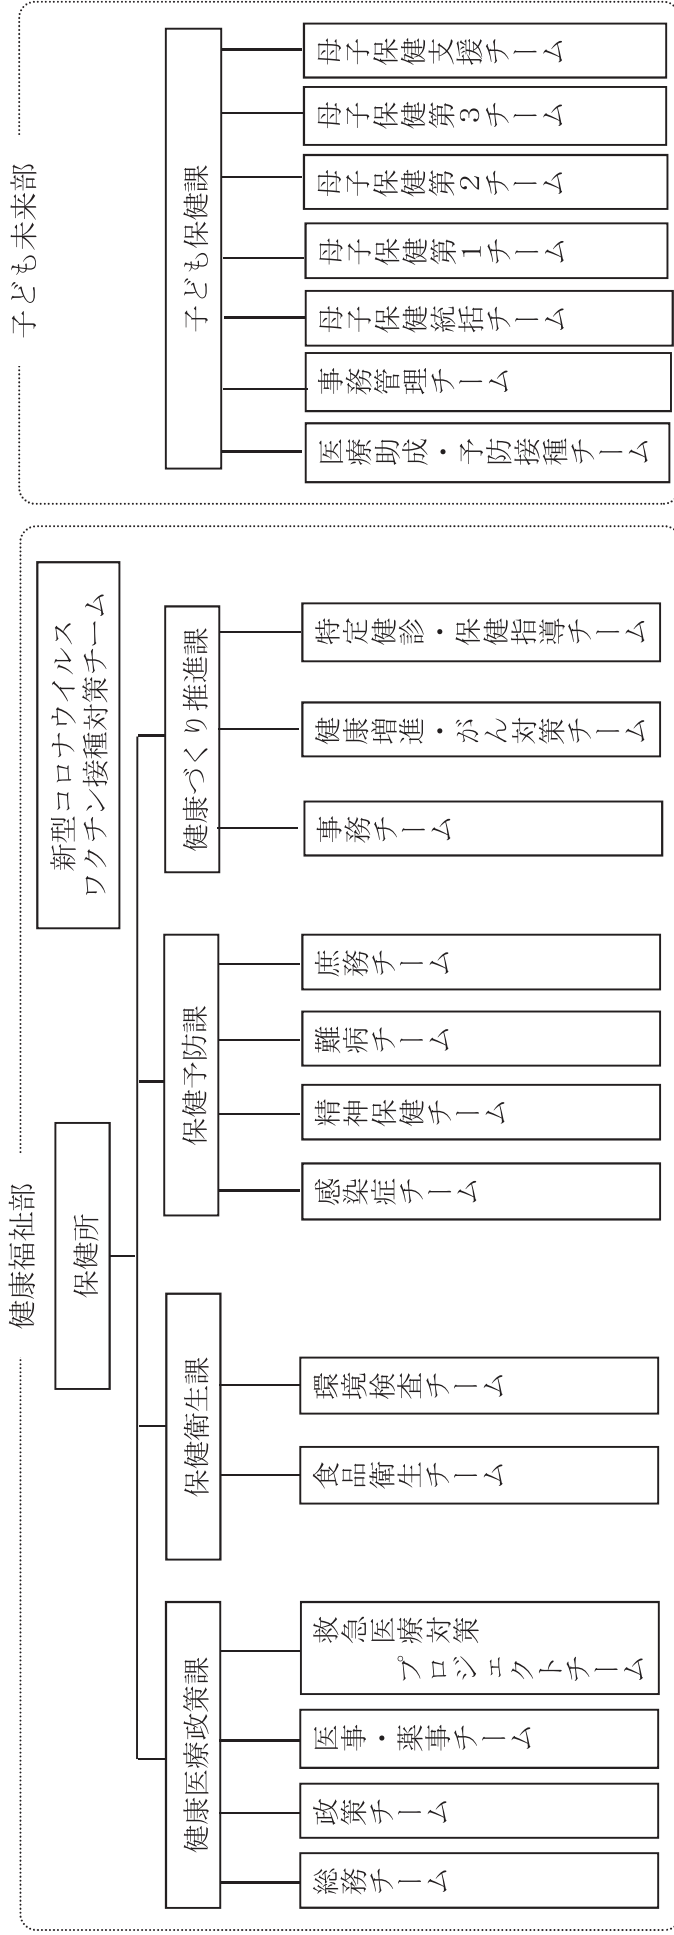 健康福祉部
保健所
新型コロナウイルス
ワクチン接種対策チーム
健康医療政策課
総務チーム
政策チーム
医事・薬事チーム
救急医療対策
プロジェクトチーム
保健衛生課
食品衛生チーム
環境検査チーム
保健予防課
感染症チーム
精神保健チーム
難病チーム
庶務チーム
健康づくり推進課
事務チーム
健康増進・がん対策チーム
特定健診・保健指導チーム
子ども未来部
子ども保健課
医療助成・予防接種チーム
事務管理チーム
母子保健統括チーム
母子保健第1チーム
母子保健第2チーム
母子保健第3チーム
母子保健支援チーム